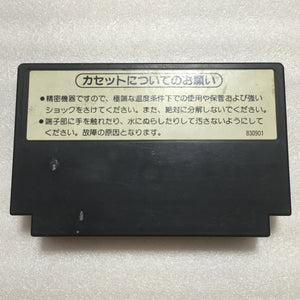 カセットについてのお願い
●精密機器ですので、極端な温度条件下での使用や保管および強い
ショックをさけてください。また、絶対に分解しないでください。
●端子部に手を触れたり、水にぬらしたりして汚さないようにして
ください。故障の原因となります。
830901